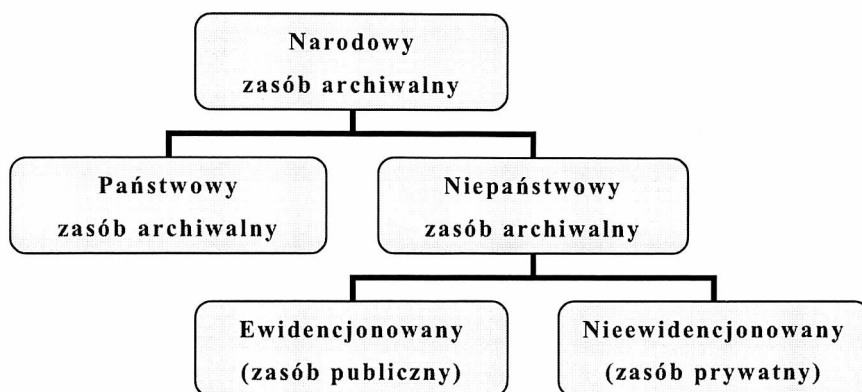 Narodowy
zasób archiwalny
Państwowy
zasób archiwalny
Niepaństwowy
zasób archiwalny
Ewidencjonowany
(zasób publiczny)
Nieewidencjonowany
(zasób prywatny)